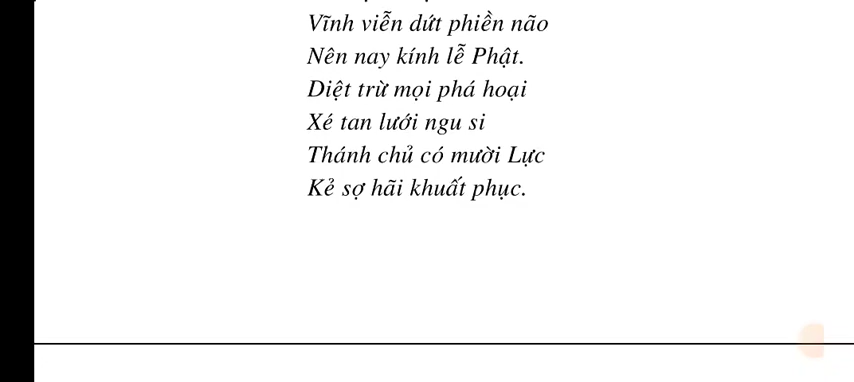 Vĩnh viễn dứt phiền não
Nên nay kính lễ Phật.
Diệt trừ mọi phá hoại
Xé tan lưới ngu si
Thánh chủ có mười Lực
Kẻ sợ hãi khuất phục.